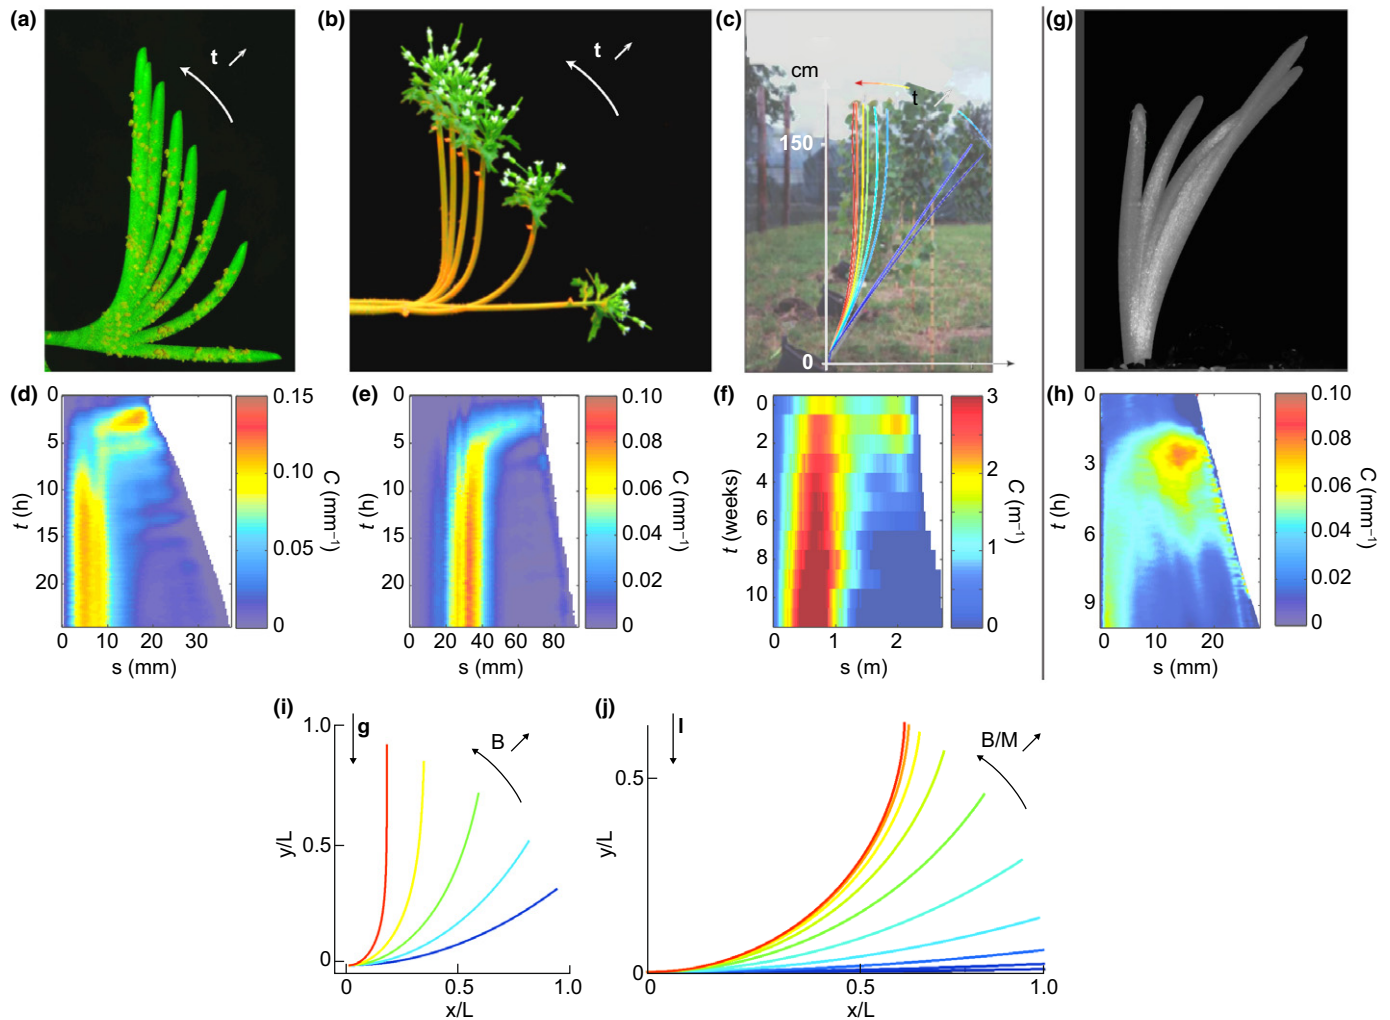 (a) t
(b) t
(c) cm t 150 0
(g)
(d) 0 5 10 15 20 t (h) 0 10 20 30 s (mm) 0.15 0.10 0.05 0 C (mm⁻¹)
(e) 0 5 10 15 20 0 20 40 60 80 s (mm) 0.10 0.08 0.06 0.04 0.02 0 C (mm⁻¹)
(f) 0 2 4 6 8 10 t (weeks) 0 1 2 s (m) 3 2 1 0 C (m⁻¹)
(h) 0 3 6 9 t (h) 0 10 20 s (mm) 0.10 0.08 0.06 0.04 0.02 0 C (mm⁻¹)
(i) g B 1.0 0.5 0 y/L 0 0.5 1.0 x/L
(j) I B/M 0.5 0 y/L 0 0.5 1.0 x/L